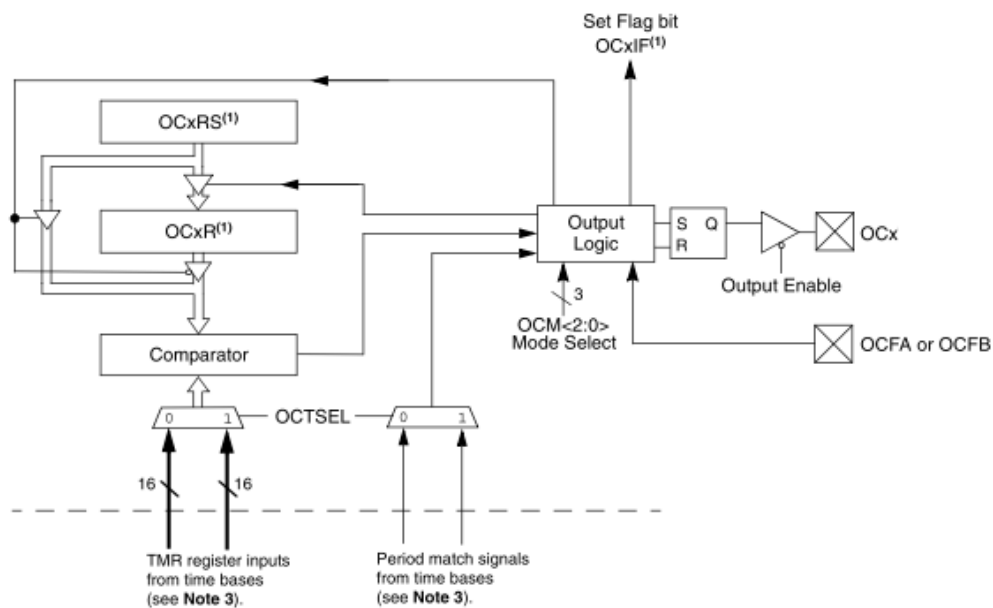 Set Flag bit
OCxIF(1)
OCxRS(1)
OCxR(1)
Output
Logic
S Q
R
OCx
Output Enable
3
OCM<2:0>
Mode Select
OCFA or OCFB
Comparator
0 1
OCTSEL
0 1
16
16
TMR register inputs
from time bases
(see Note 3).
Period match signals
from time bases
(see Note 3).